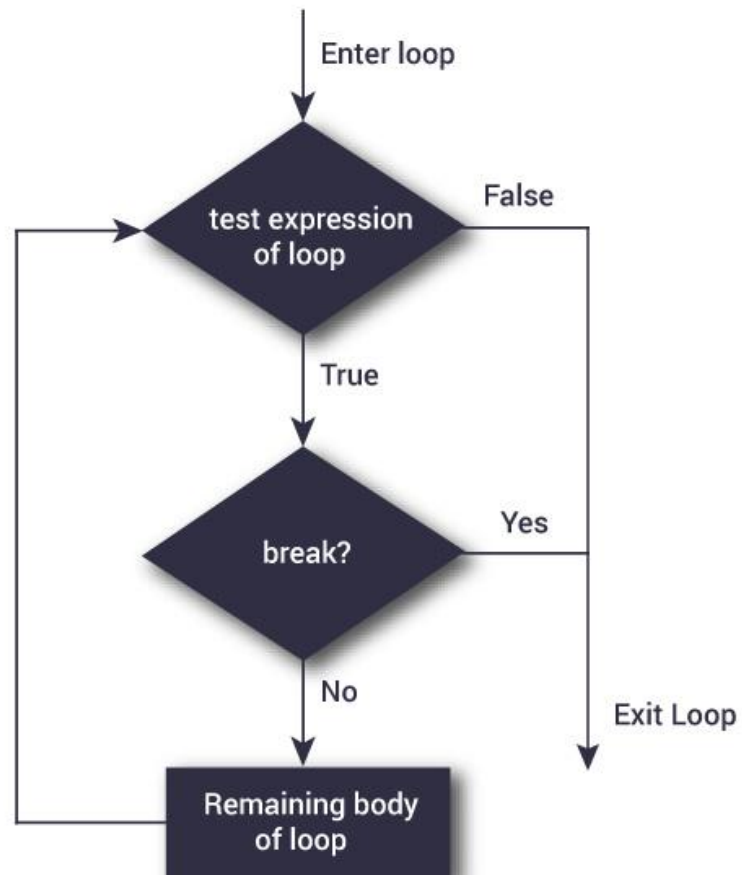 Enter loop
test expression
of loop
False
True
break?
Yes
No
Exit Loop
Remaining body
of loop